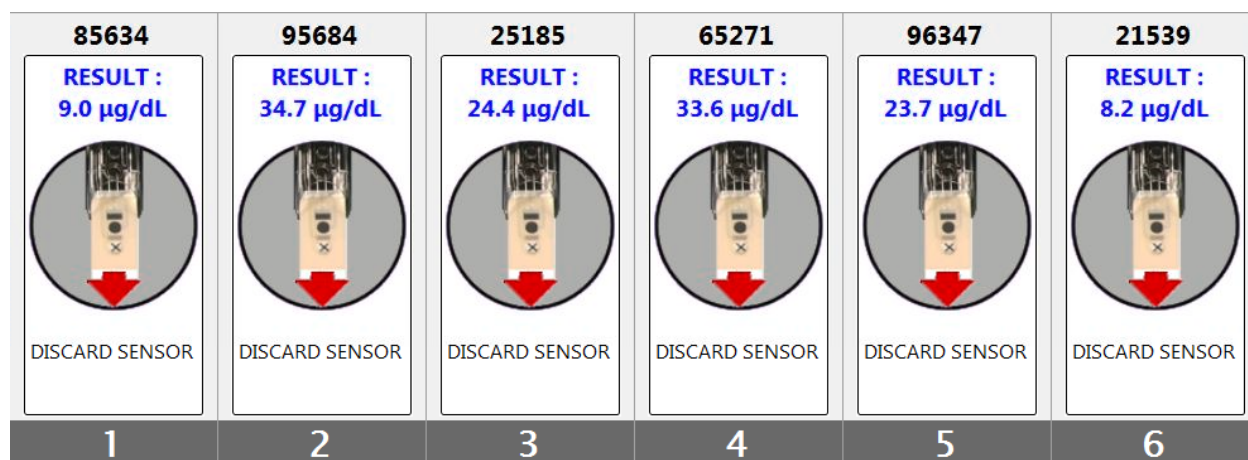 85634
RESULT :
9.0 µg/dL
DISCARD SENSOR
1
95684
RESULT :
34.7 µg/dL
DISCARD SENSOR
2
25185
RESULT :
24.4 µg/dL
DISCARD SENSOR
3
65271
RESULT :
33.6 µg/dL
DISCARD SENSOR
4
96347
RESULT :
23.7 µg/dL
DISCARD SENSOR
5
21539
RESULT :
8.2 µg/dL
DISCARD SENSOR
6